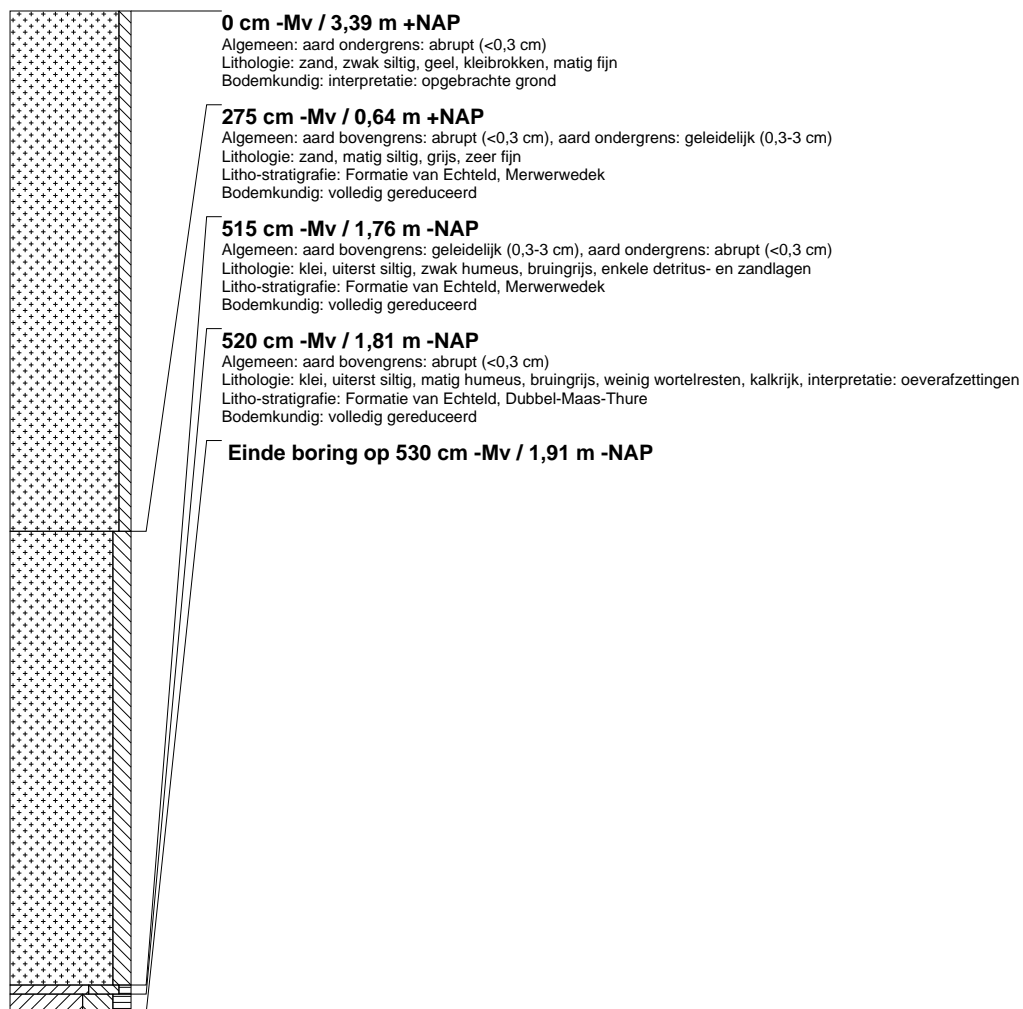 0 cm -Mv / 3,39 m +NAP
Algemeen: aard ondergrens: abrupt (<0,3 cm)
Lithologie: zand, zwak siltig, geel, kleibrokken, matig fijn
Bodemkundig: interpretatie: opgebrachte grond
275 cm -Mv / 0,64 m +NAP
Algemeen: aard bovengrens: abrupt (<0,3 cm), aard ondergrens: geleidelijk (0,3-3 cm)
Lithologie: zand, matig siltig, grijs, zeer fijn
Litho-stratigrafie: Formatie van Echteld, Merwerwedek
Bodemkundig: volledig gereduceerd
515 cm -Mv / 1,76 m -NAP
Algemeen: aard bovengrens: geleidelijk (0,3-3 cm), aard ondergrens: abrupt (<0,3 cm)
Lithologie: klei, uiterst siltig, zwak humeus, bruingrijs, enkele detritus- en zandlagen
Litho-stratigrafie: Formatie van Echteld, Merwerwedek
Bodemkundig: volledig gereduceerd
520 cm -Mv / 1,81 m -NAP
Algemeen: aard bovengrens: abrupt (<0,3 cm)
Lithologie: klei, uiterst siltig, matig humeus, bruingrijs, weinig wortelresten, kalkrijk, interpretatie: oeverafzettingen
Litho-stratigrafie: Formatie van Echteld, Dubbel-Maas-Thure
Bodemkundig: volledig gereduceerd
Einde boring op 530 cm -Mv / 1,91 m -NAP